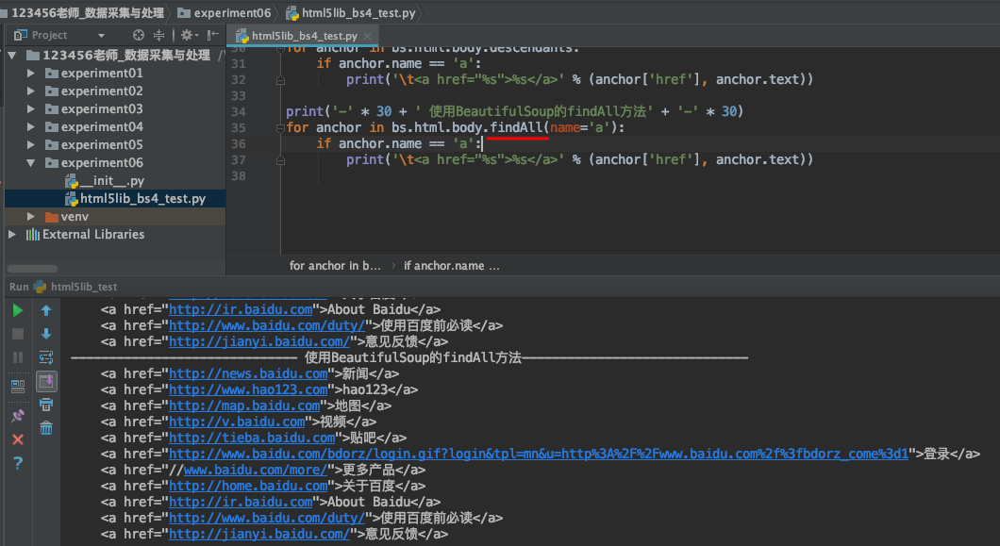 123456老师_数据采集与处理 experiment06 html5lib_bs4_test.py
Project
html5lib_bs4_test.py
123456老师_数据采集与处理
experiment01
experiment02
experiment03
experiment04
experiment05
experiment06
__init__.py
html5lib_bs4_test.py
venv
External Libraries
30 for anchor in bs.html.body.descendants:
31 if anchor.name == 'a':
32 print('\t<a href="%s">%s</a>' % (anchor['href'], anchor.text))
33
34 print('-' * 30 + ' 使用BeautifulSoup的findAll方法' + '-' * 30)
35 for anchor in bs.html.body.findAll(name='a'):
36 if anchor.name == 'a':
37 print('\t<a href="%s">%s</a>' % (anchor['href'], anchor.text))
38
for anchor in b... › if anchor.name ...
Run html5lib_test
<a href="http://ir.baidu.com">About Baidu</a>
<a href="http://www.baidu.com/duty/">使用百度前必读</a>
<a href="http://jianyi.baidu.com/">意见反馈</a>
------------------------------ 使用BeautifulSoup的findAll方法------------------------------
<a href="http://news.baidu.com">新闻</a>
<a href="http://www.hao123.com">hao123</a>
<a href="http://map.baidu.com">地图</a>
<a href="http://v.baidu.com">视频</a>
<a href="http://tieba.baidu.com">贴吧</a>
<a href="http://www.baidu.com/bdorz/login.gif?login&tpl=mn&u=http%3A%2F%2Fwww.baidu.com%2f%3fbdorz_come%3d1">登录</a>
<a href="//www.baidu.com/more/">更多产品</a>
<a href="http://home.baidu.com">关于百度</a>
<a href="http://ir.baidu.com">About Baidu</a>
<a href="http://www.baidu.com/duty/">使用百度前必读</a>
<a href="http://jianyi.baidu.com/">意见反馈</a>